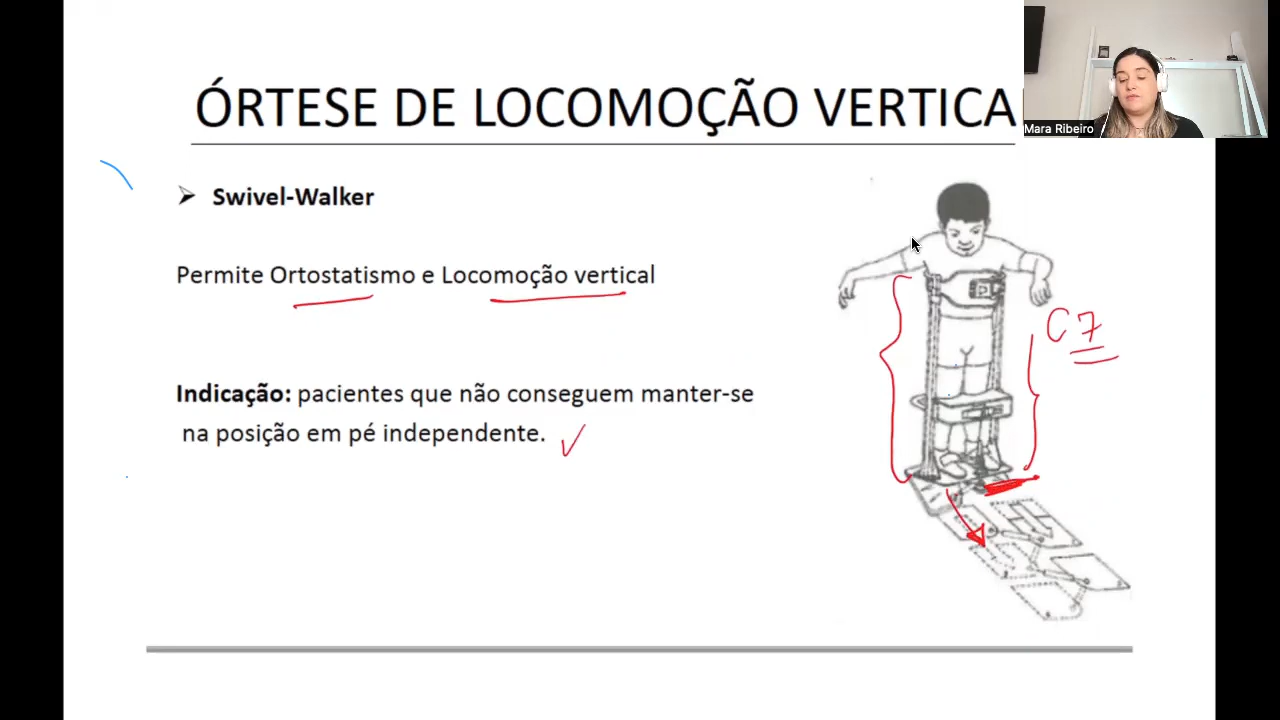 ÓRTESE DE LOCOMOÇÃO VERTICA
Mara Ribeiro
➢ Swivel-Walker
Permite Ortostatismo e Locomoção vertical
C7
Indicação: pacientes que não conseguem manter-se
na posição em pé independente.